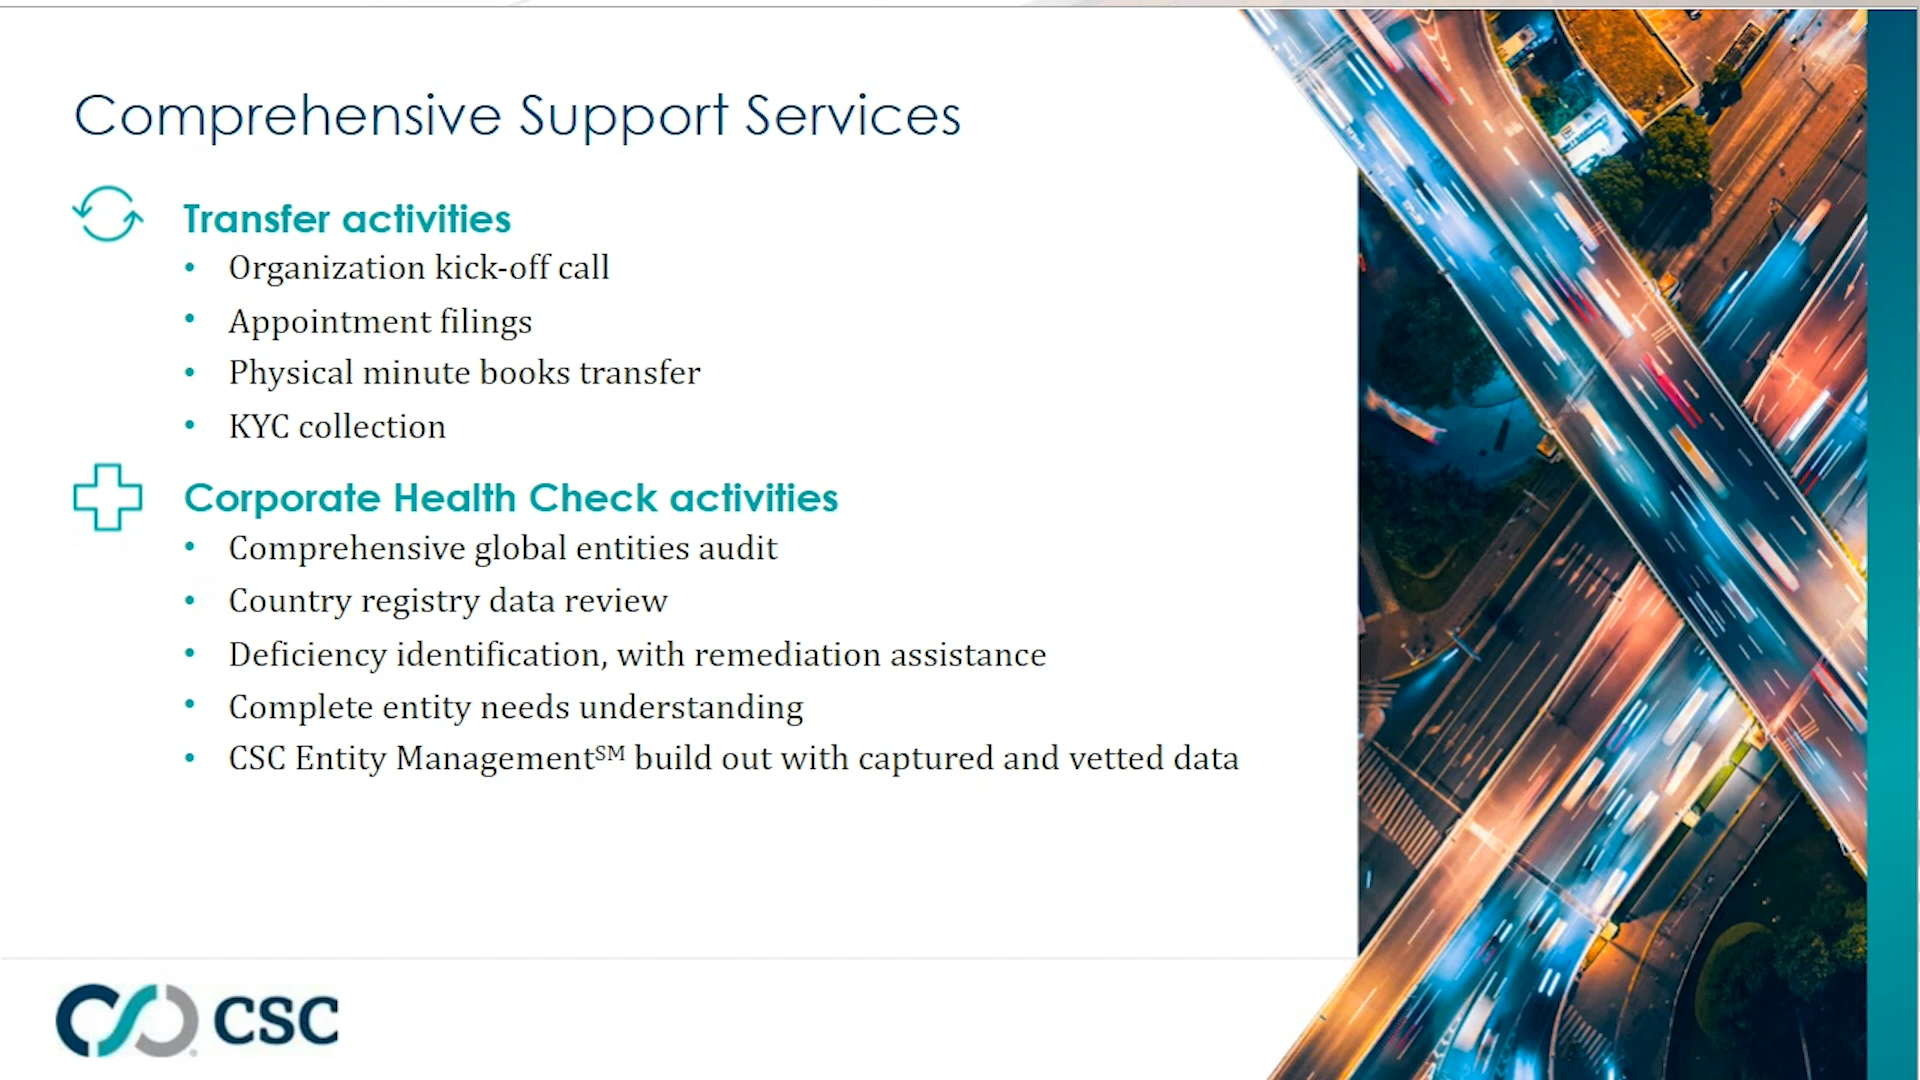 Comprehensive Support Services
Transfer activities
• Organization kick-off call
• Appointment filings
• Physical minute books transfer
• KYC collection
Corporate Health Check activities
• Comprehensive global entities audit
• Country registry data review
• Deficiency identification, with remediation assistance
• Complete entity needs understanding
• CSC Entity Management℠ build out with captured and vetted data
CSC